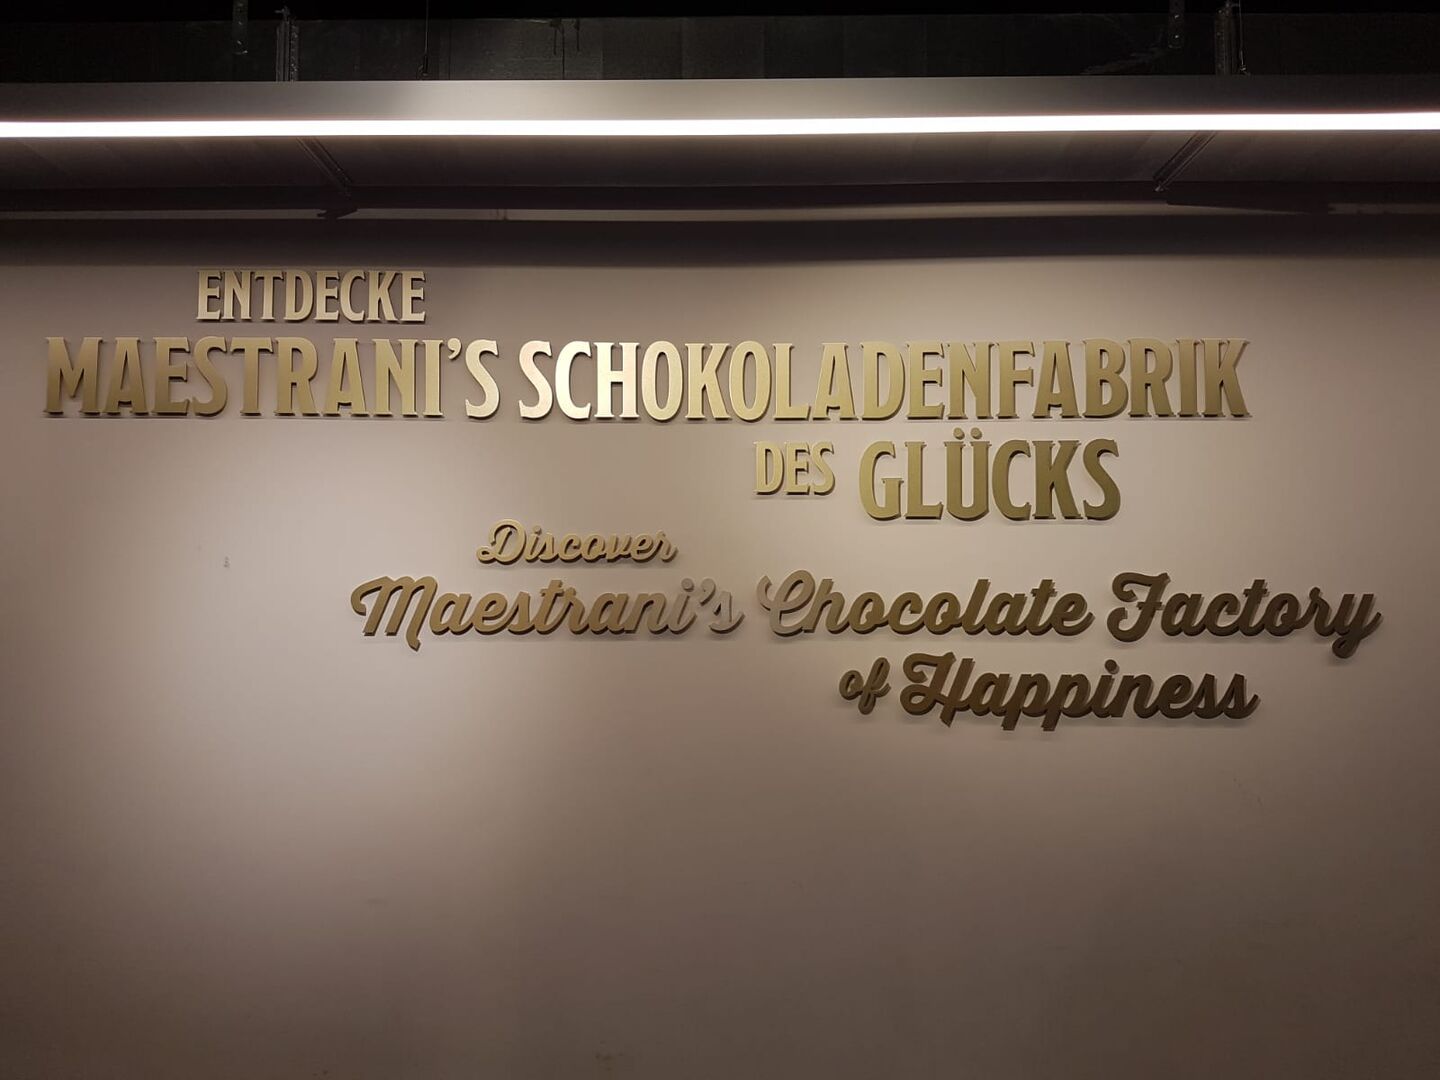 ENTDECKE
MAESTRANI'S SCHOKOLADENFABRIK
DES GLÜCKS
Discover
Maestrani's Chocolate Factory
of Happiness